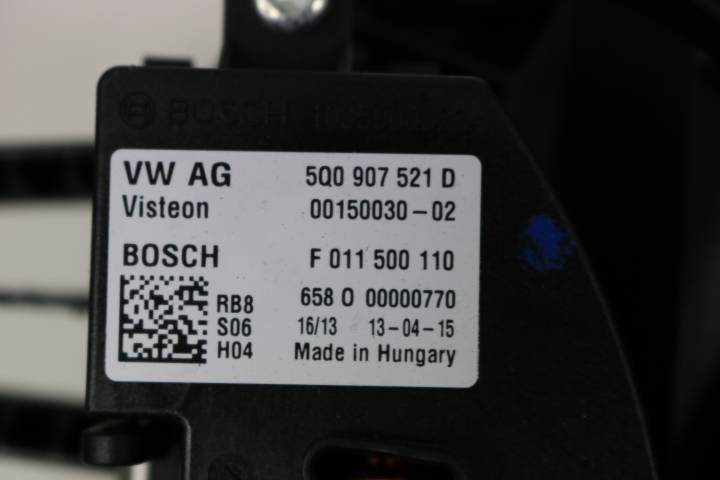 BOSCH
VW AG 5Q0 907 521 D
Visteon 00150030-02
BOSCH F 011 500 110
RB8 658 O 00000770
S06 16/13 13-04-15
H04 Made in Hungary